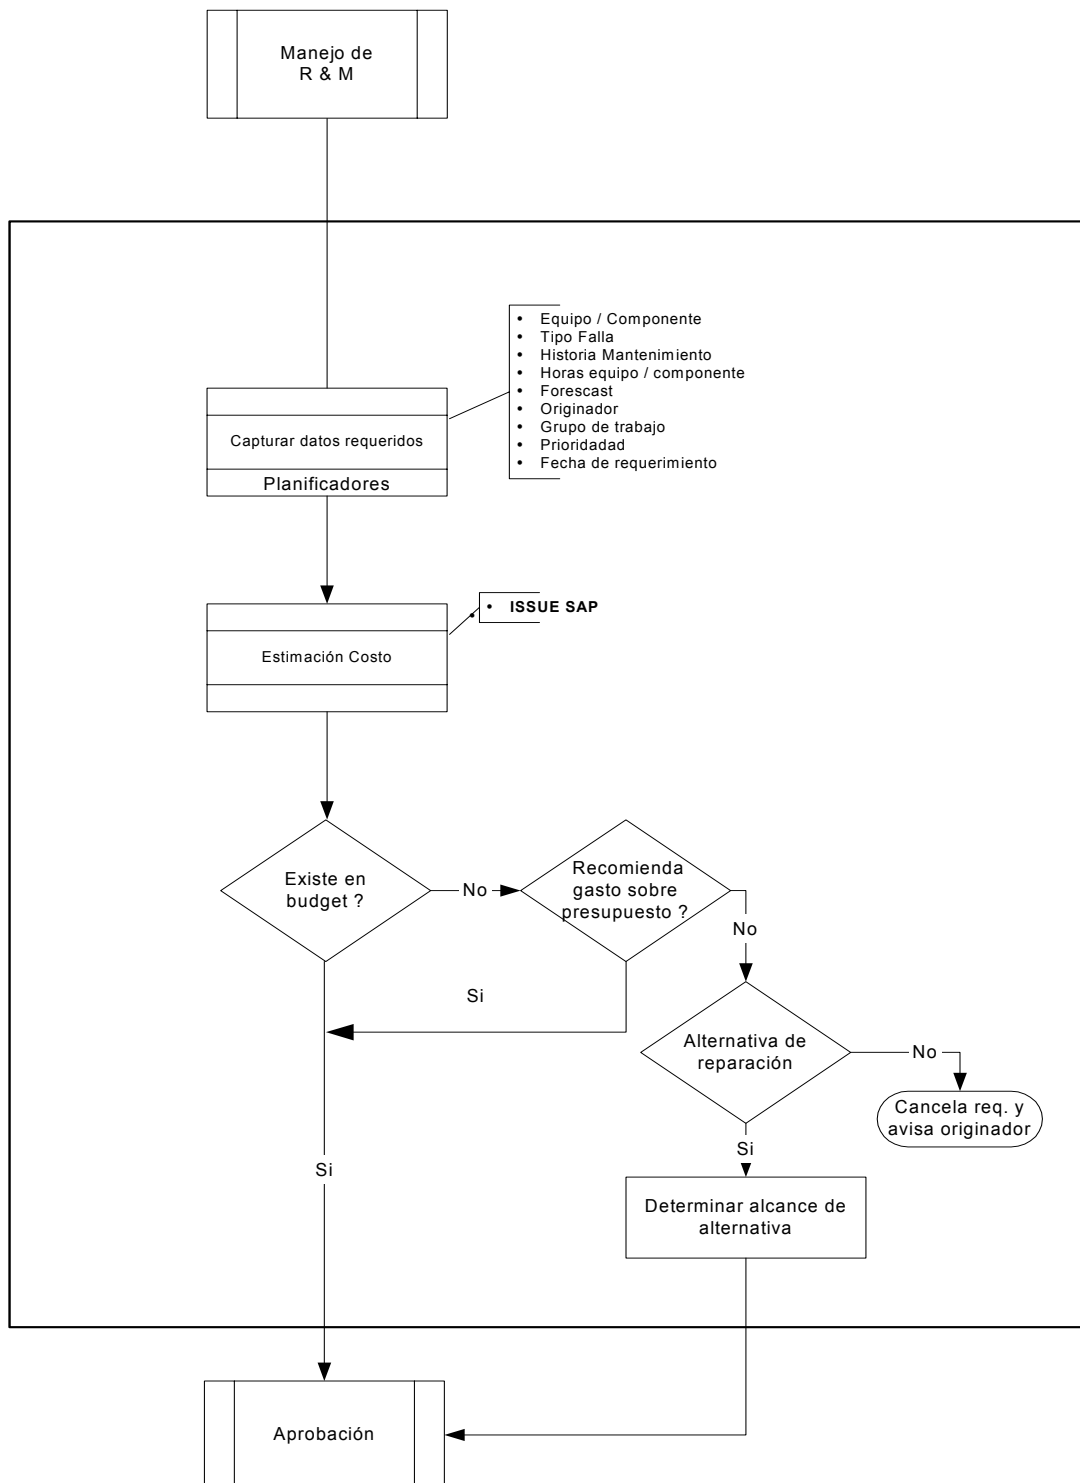 Manejo de
R & M
• Equipo / Componente
• Tipo Falla
• Historia Mantenimiento
• Horas equipo / componente
• Forescast
• Originador
• Grupo de trabajo
• Prioridadad
• Fecha de requerimiento
Capturar datos requeridos
Planificadores
• ISSUE SAP
Estimación Costo
Existe en
budget ?
No
Recomienda
gasto sobre
presupuesto ?
No
Si
Alternativa de
reparación
No
Cancela req. y
avisa originador
Si
Si
Determinar alcance de
alternativa
Aprobación